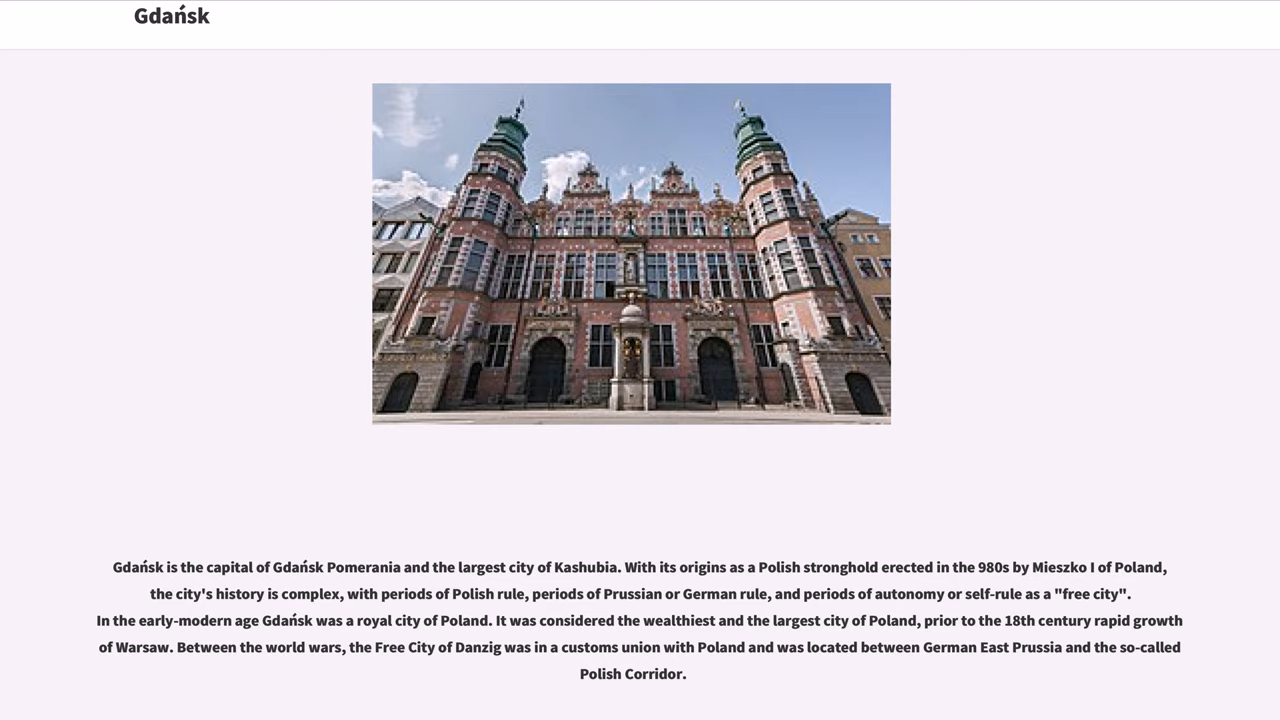 Gdańsk
Gdańsk is the capital of Gdańsk Pomerania and the largest city of Kashubia. With its origins as a Polish stronghold erected in the 980s by Mieszko I of Poland,
the city's history is complex, with periods of Polish rule, periods of Prussian or German rule, and periods of autonomy or self-rule as a "free city".
In the early-modern age Gdańsk was a royal city of Poland. It was considered the wealthiest and the largest city of Poland, prior to the 18th century rapid growth
of Warsaw. Between the world wars, the Free City of Danzig was in a customs union with Poland and was located between German East Prussia and the so-called
Polish Corridor.